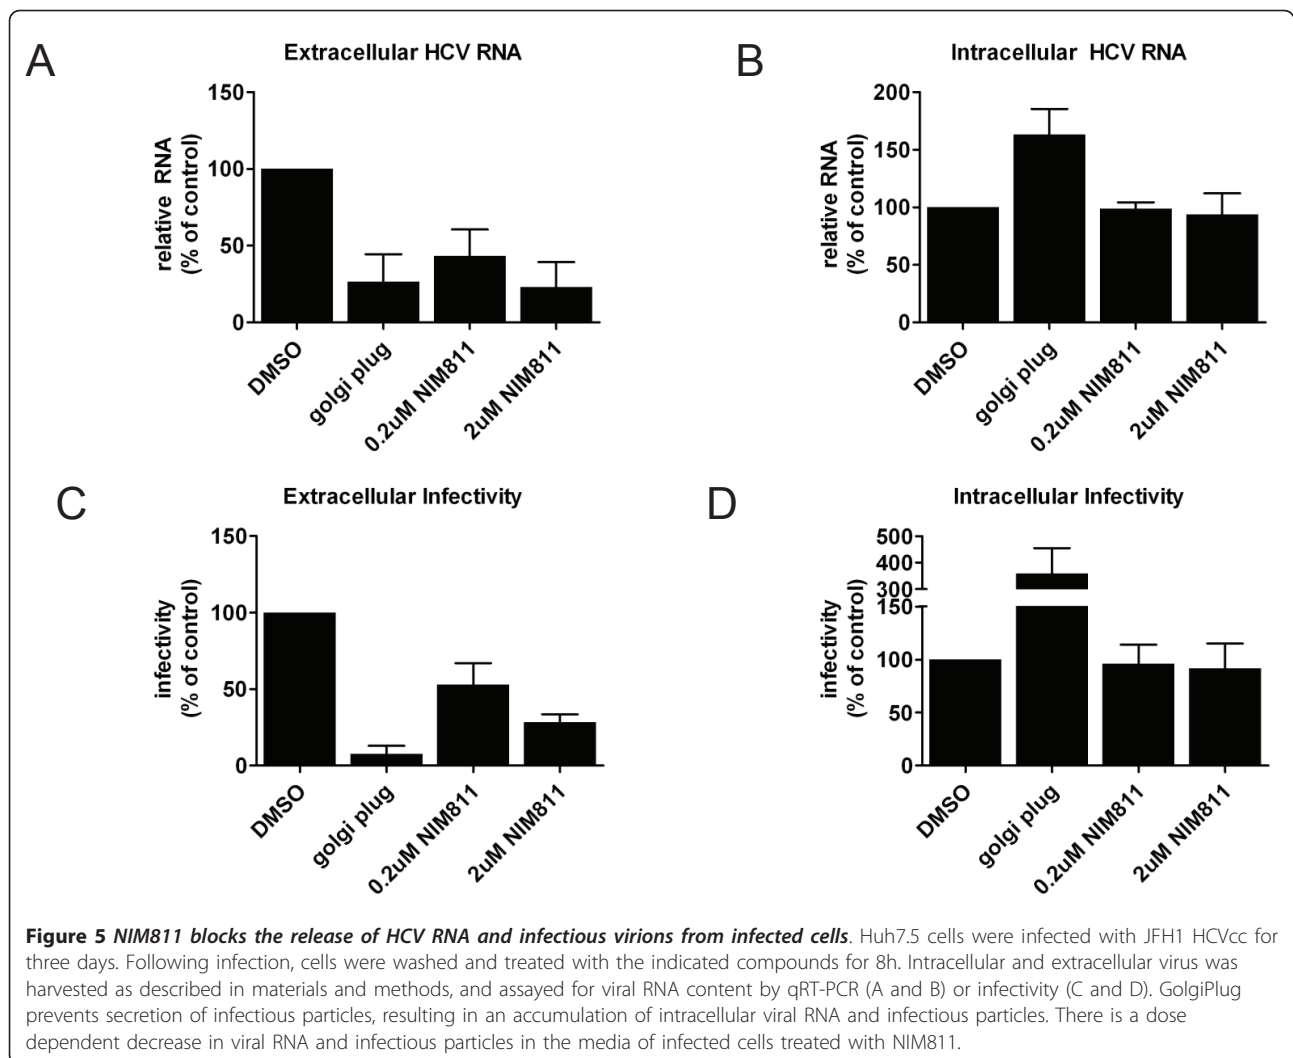 A
Extracellular HCV RNA
relative RNA
(% of control)
150
100
50
0
DMSO
golgi plug
0.2uM NIM811
2uM NIM811
B
Intracellular HCV RNA
relative RNA
(% of control)
200
150
100
50
0
DMSO
golgi plug
0.2uM NIM811
2uM NIM811
C
Extracellular Infectivity
infectivity
(% of control)
150
100
50
0
DMSO
golgi plug
0.2uM NIM811
2uM NIM811
D
Intracellular Infectivity
infectivity
(% of control)
500
400
300
150
100
50
0
DMSO
golgi plug
0.2uM NIM811
2uM NIM811
Figure 5 NIM811 blocks the release of HCV RNA and infectious virions from infected cells. Huh7.5 cells were infected with JFH1 HCVcc for
three days. Following infection, cells were washed and treated with the indicated compounds for 8h. Intracellular and extracellular virus was
harvested as described in materials and methods, and assayed for viral RNA content by qRT-PCR (A and B) or infectivity (C and D). GolgiPlug
prevents secretion of infectious particles, resulting in an accumulation of intracellular viral RNA and infectious particles. There is a dose
dependent decrease in viral RNA and infectious particles in the media of infected cells treated with NIM811.